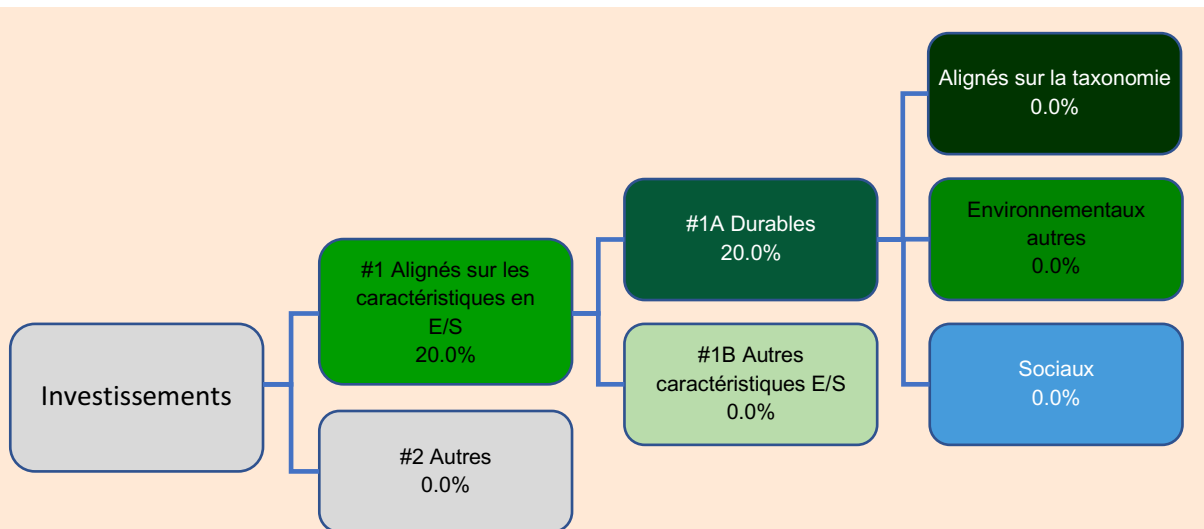 Alignés sur la taxonomie
0.0%
#1A Durables
20.0%
Environnementaux
autres
0.0%
#1 Alignés sur les
caractéristiques en
E/S
20.0%
#1B Autres
caractéristiques E/S
0.0%
Sociaux
0.0%
Investissements
#2 Autres
0.0%